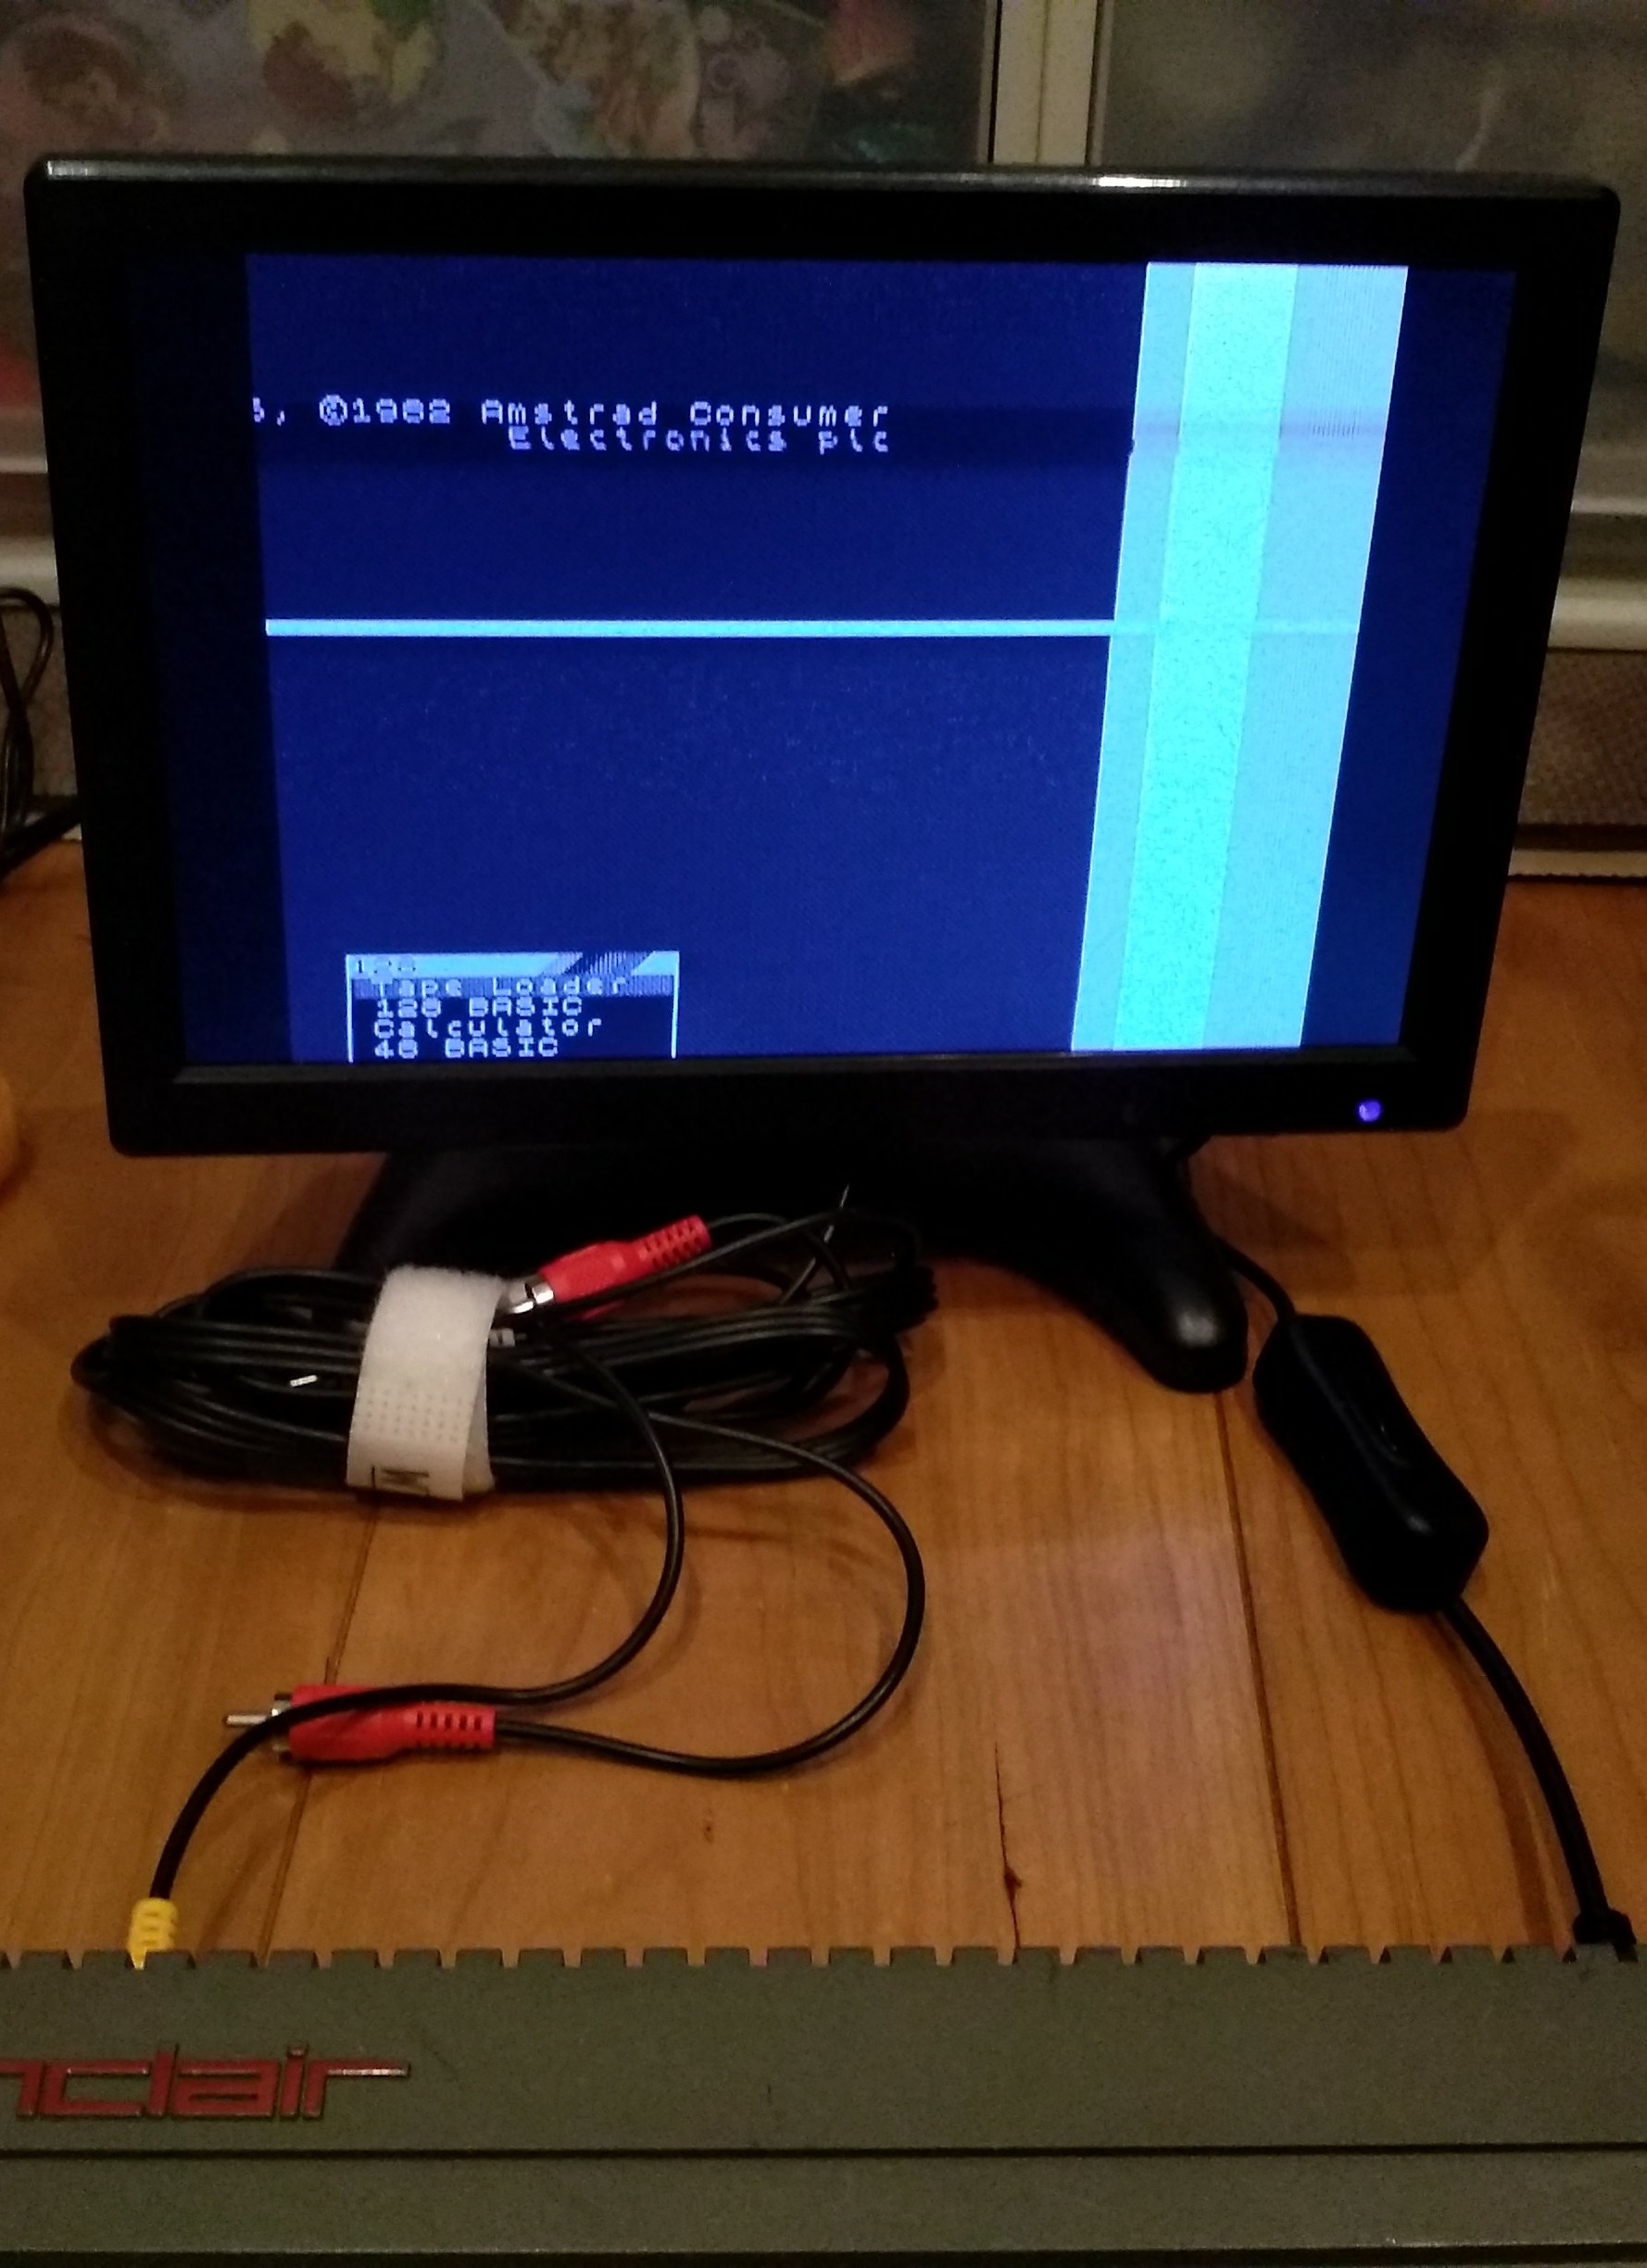 , ©1982 Amstrad Consumer
Electronics plc
128
Tape Loader
128 BASIC
Calculator
48 BASIC
nclair